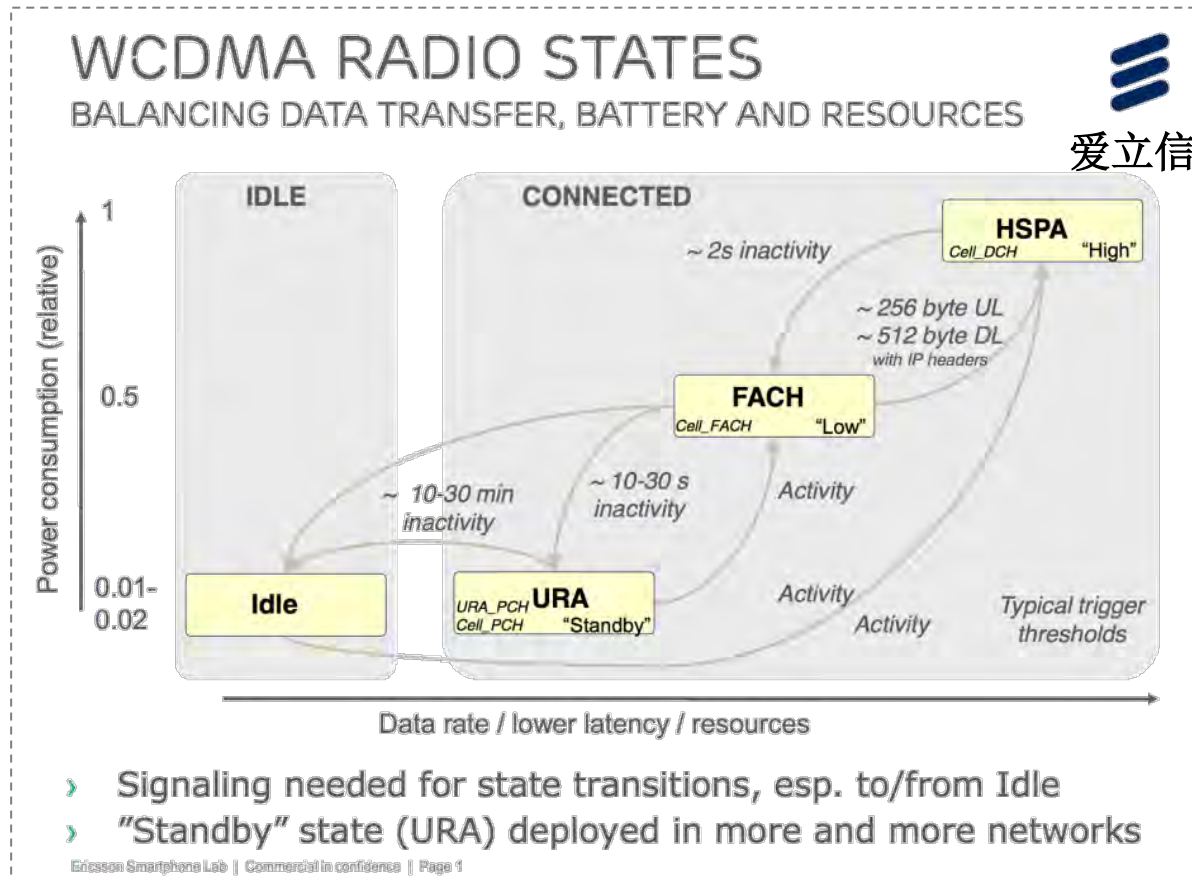 WCDMA RADIO STATES
BALANCING DATA TRANSFER, BATTERY AND RESOURCES
爱立信
IDLE
CONNECTED
Power consumption (relative)
1
0.5
0.01-
0.02
HSPA
Cell_DCH "High"
~ 2s inactivity
~ 256 byte UL
~ 512 byte DL
with IP headers
FACH
Cell_FACH "Low"
~ 10-30 min
inactivity
~ 10-30 s
inactivity
Activity
Idle
URA_PCH URA
Cell_PCH "Standby"
Activity
Activity
Typical trigger
thresholds
Data rate / lower latency / resources
› Signaling needed for state transitions, esp. to/from Idle
› ”Standby” state (URA) deployed in more and more networks
Ericsson Smartphone Lab | Commercial in confidence | Page 1